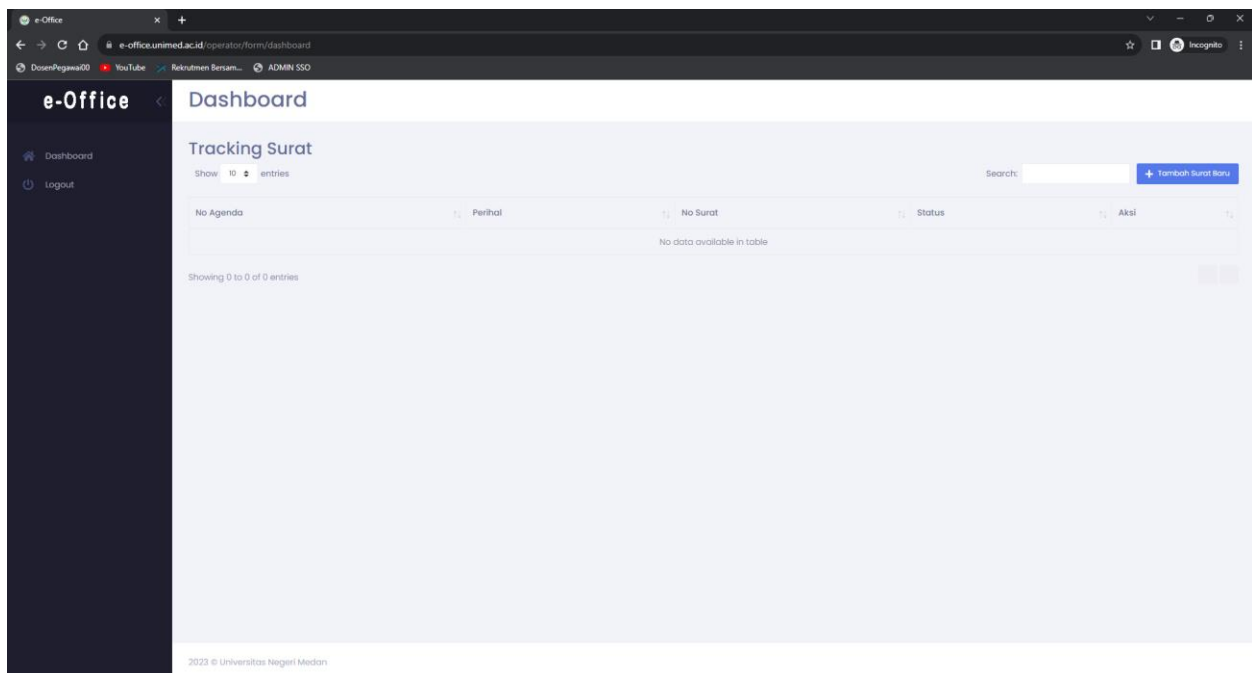 e-Office
e-office.unimed.ac.id/operator/form/dashboard
Incognito
DosenPegawai00 YouTube Rekrutmen Bersam... ADMIN SSO
e-Office
Dashboard
Dashboard
Logout
Tracking Surat
Show 10 entries
Search:
+ Tambah Surat Baru
No Agenda Perihal No Surat Status Aksi
No data available in table
Showing 0 to 0 of 0 entries
2023 © Universitas Negeri Medan